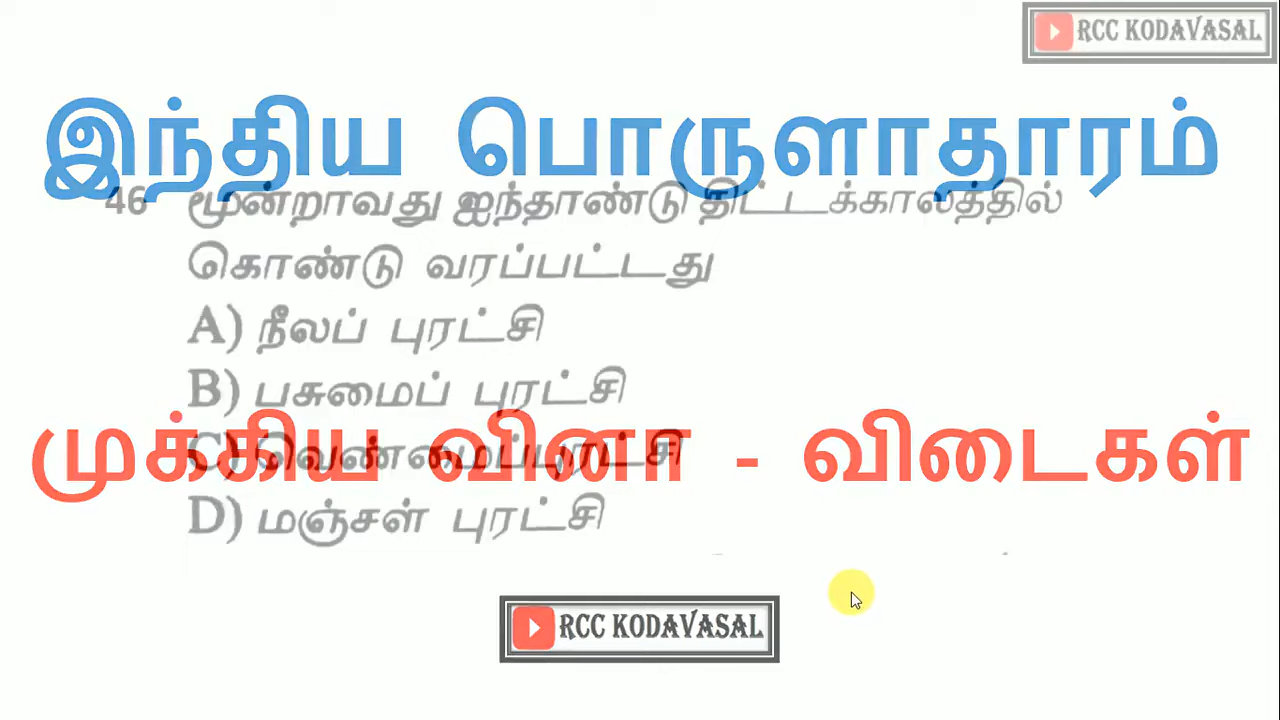 RCC KODAVASAL
இந்திய பொருளாதாரம்
46 மூன்றாவது ஐந்தாண்டு திட்டக்காலத்தில்
கொண்டு வரப்பட்டது
A) நீலப் புரட்சி
B) பசுமைப் புரட்சி
முக்கிய வினா - விடைகள்
C) வெண்மைப்புரட்சி
D) மஞ்சள் புரட்சி
RCC KODAVASAL